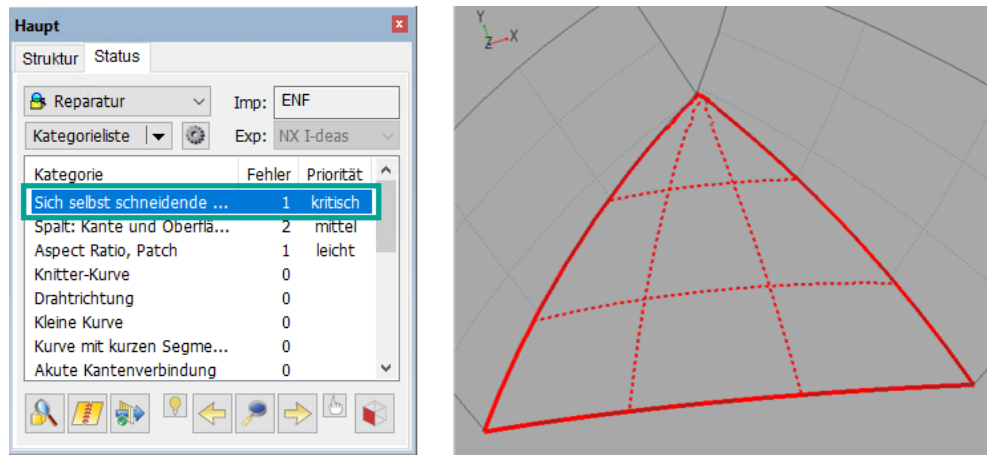 Haupt
Struktur Status
Reparatur Imp: ENF
Kategorieliste Exp: NX I-deas
Kategorie Fehler Priorität
Sich selbst schneidende ... 1 kritisch
Spalt: Kante und Oberflä... 2 mittel
Aspect Ratio, Patch 1 leicht
Knitter-Kurve 0
Drahtrichtung 0
Kleine Kurve 0
Kurve mit kurzen Segme... 0
Akute Kantenverbindung 0
Y
Z X